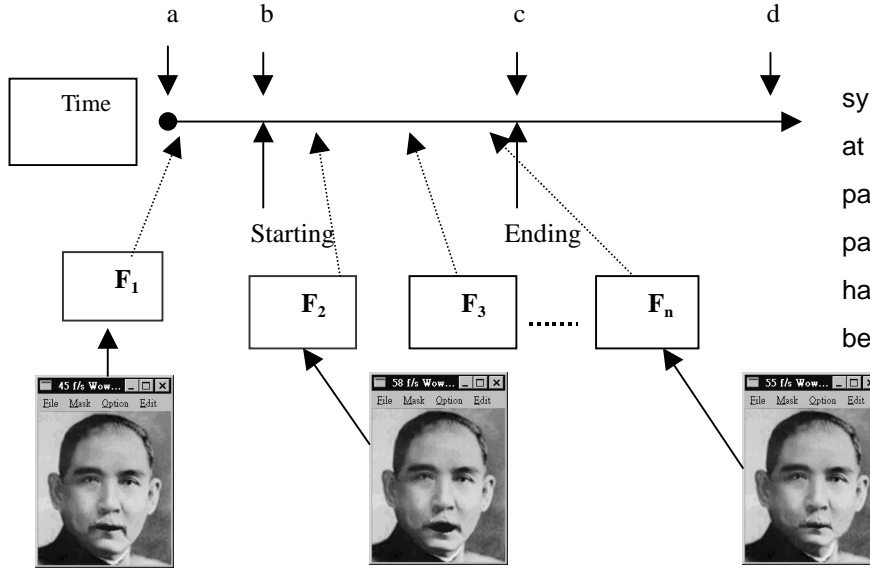 a b c d
Time
Starting Ending
F1
F2 F3 Fn
45 f/s Wow...
File Mask Option Edit
58 f/s Wow...
File Mask Option Edit
55 f/s Wow...
File Mask Option Edit
sy
at
pa
pa
ha
be